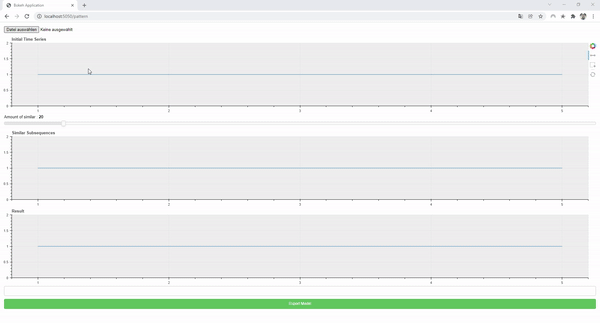 Bokeh Application
localhost:5050/pattern
Datei auswählen Keine ausgewählt
Initial Time Series
2
1.5
1
0.5
0
1 2 3 4 5
Amount of similar : 20
Similar Subsequences
2
1.5
1
0.5
0
1 2 3 4 5
Result
2
1.5
1
0.5
0
1 2 3 4 5
Export Model